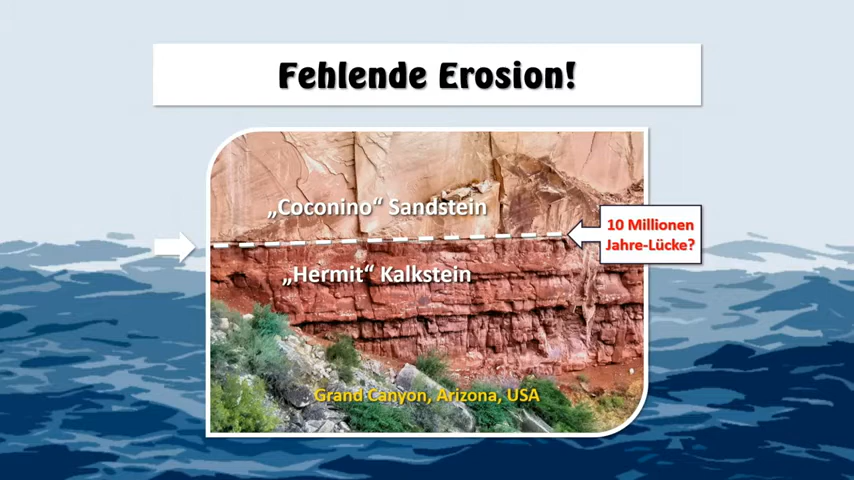 Fehlende Erosion!
„Coconino“ Sandstein
10 Millionen
Jahre-Lücke?
„Hermit“ Kalkstein
Grand Canyon, Arizona, USA